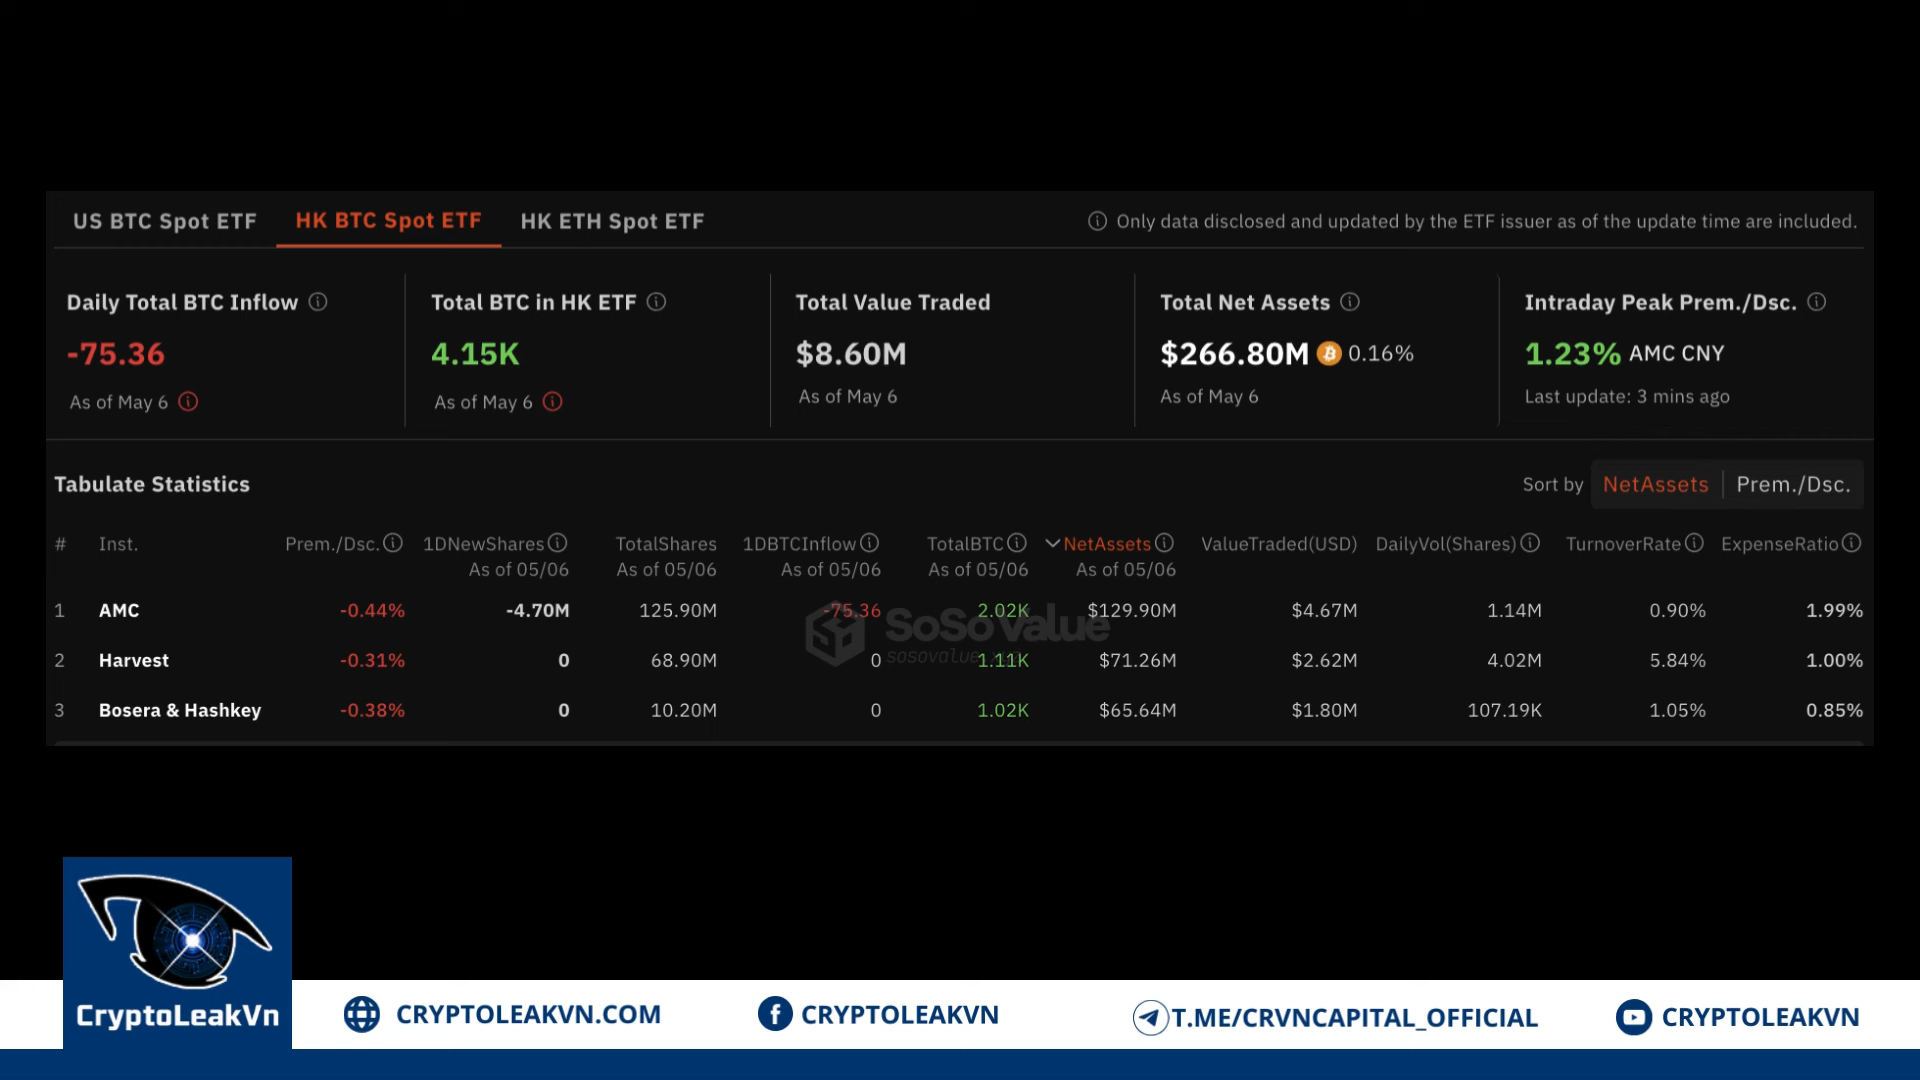 US BTC Spot ETF HK BTC Spot ETF HK ETH Spot ETF Only data disclosed and updated by the ETF issuer as of the update time are included.
Daily Total BTC Inflow Total BTC in HK ETF Total Value Traded Total Net Assets Intraday Peak Prem./Dsc.
-75.36 4.15K $8.60M $266.80M 0.16% 1.23% AMC CNY
As of May 6 As of May 6 As of May 6 As of May 6 Last update: 3 mins ago
Tabulate Statistics Sort by NetAssets Prem./Dsc.
# Inst. Prem./Dsc. 1DNewShares TotalShares 1DBTCInflow TotalBTC NetAssets ValueTraded(USD) DailyVol(Shares) TurnoverRate ExpenseRatio
As of 05/06 As of 05/06 As of 05/06 As of 05/06 As of 05/06
1 AMC -0.44% -4.70M 125.90M -75.36 2.02K $129.90M $4.67M 1.14M 0.90% 1.99%
SoSoValue
2 Harvest -0.31% 0 68.90M 0 1.11K $71.26M $2.62M 4.02M 5.84% 1.00%
3 Bosera & Hashkey -0.38% 0 10.20M 0 1.02K $65.64M $1.80M 107.19K 1.05% 0.85%
CryptoLeakVn
CRYPTOLEAKVN.COM CRYPTOLEAKVN T.ME/CRVNCAPITAL_OFFICIAL CRYPTOLEAKVN